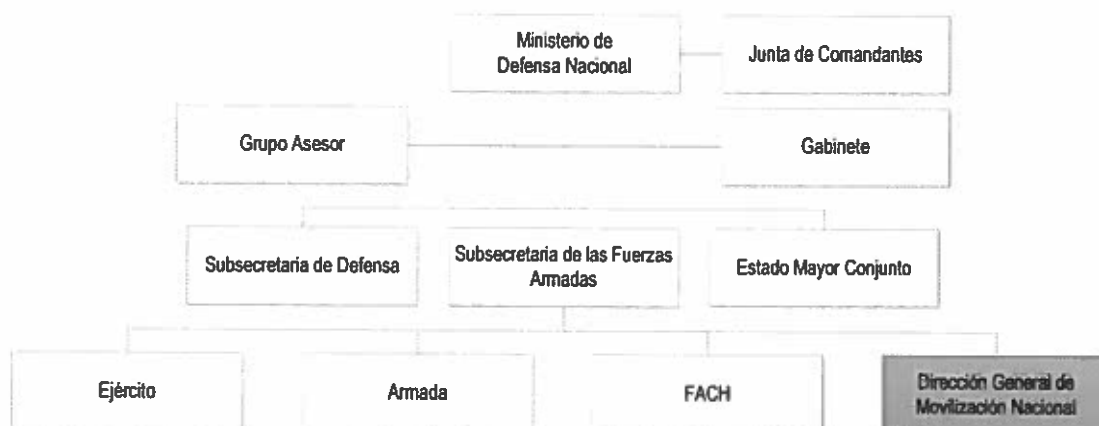 Ministerio de
Defensa Nacional
Junta de Comandantes
Grupo Asesor
Gabinete
Subsecretaria de Defensa
Subsecretaria de las Fuerzas
Armadas
Estado Mayor Conjunto
Ejército
Armada
FACH
Dirección General de
Movilización Nacional